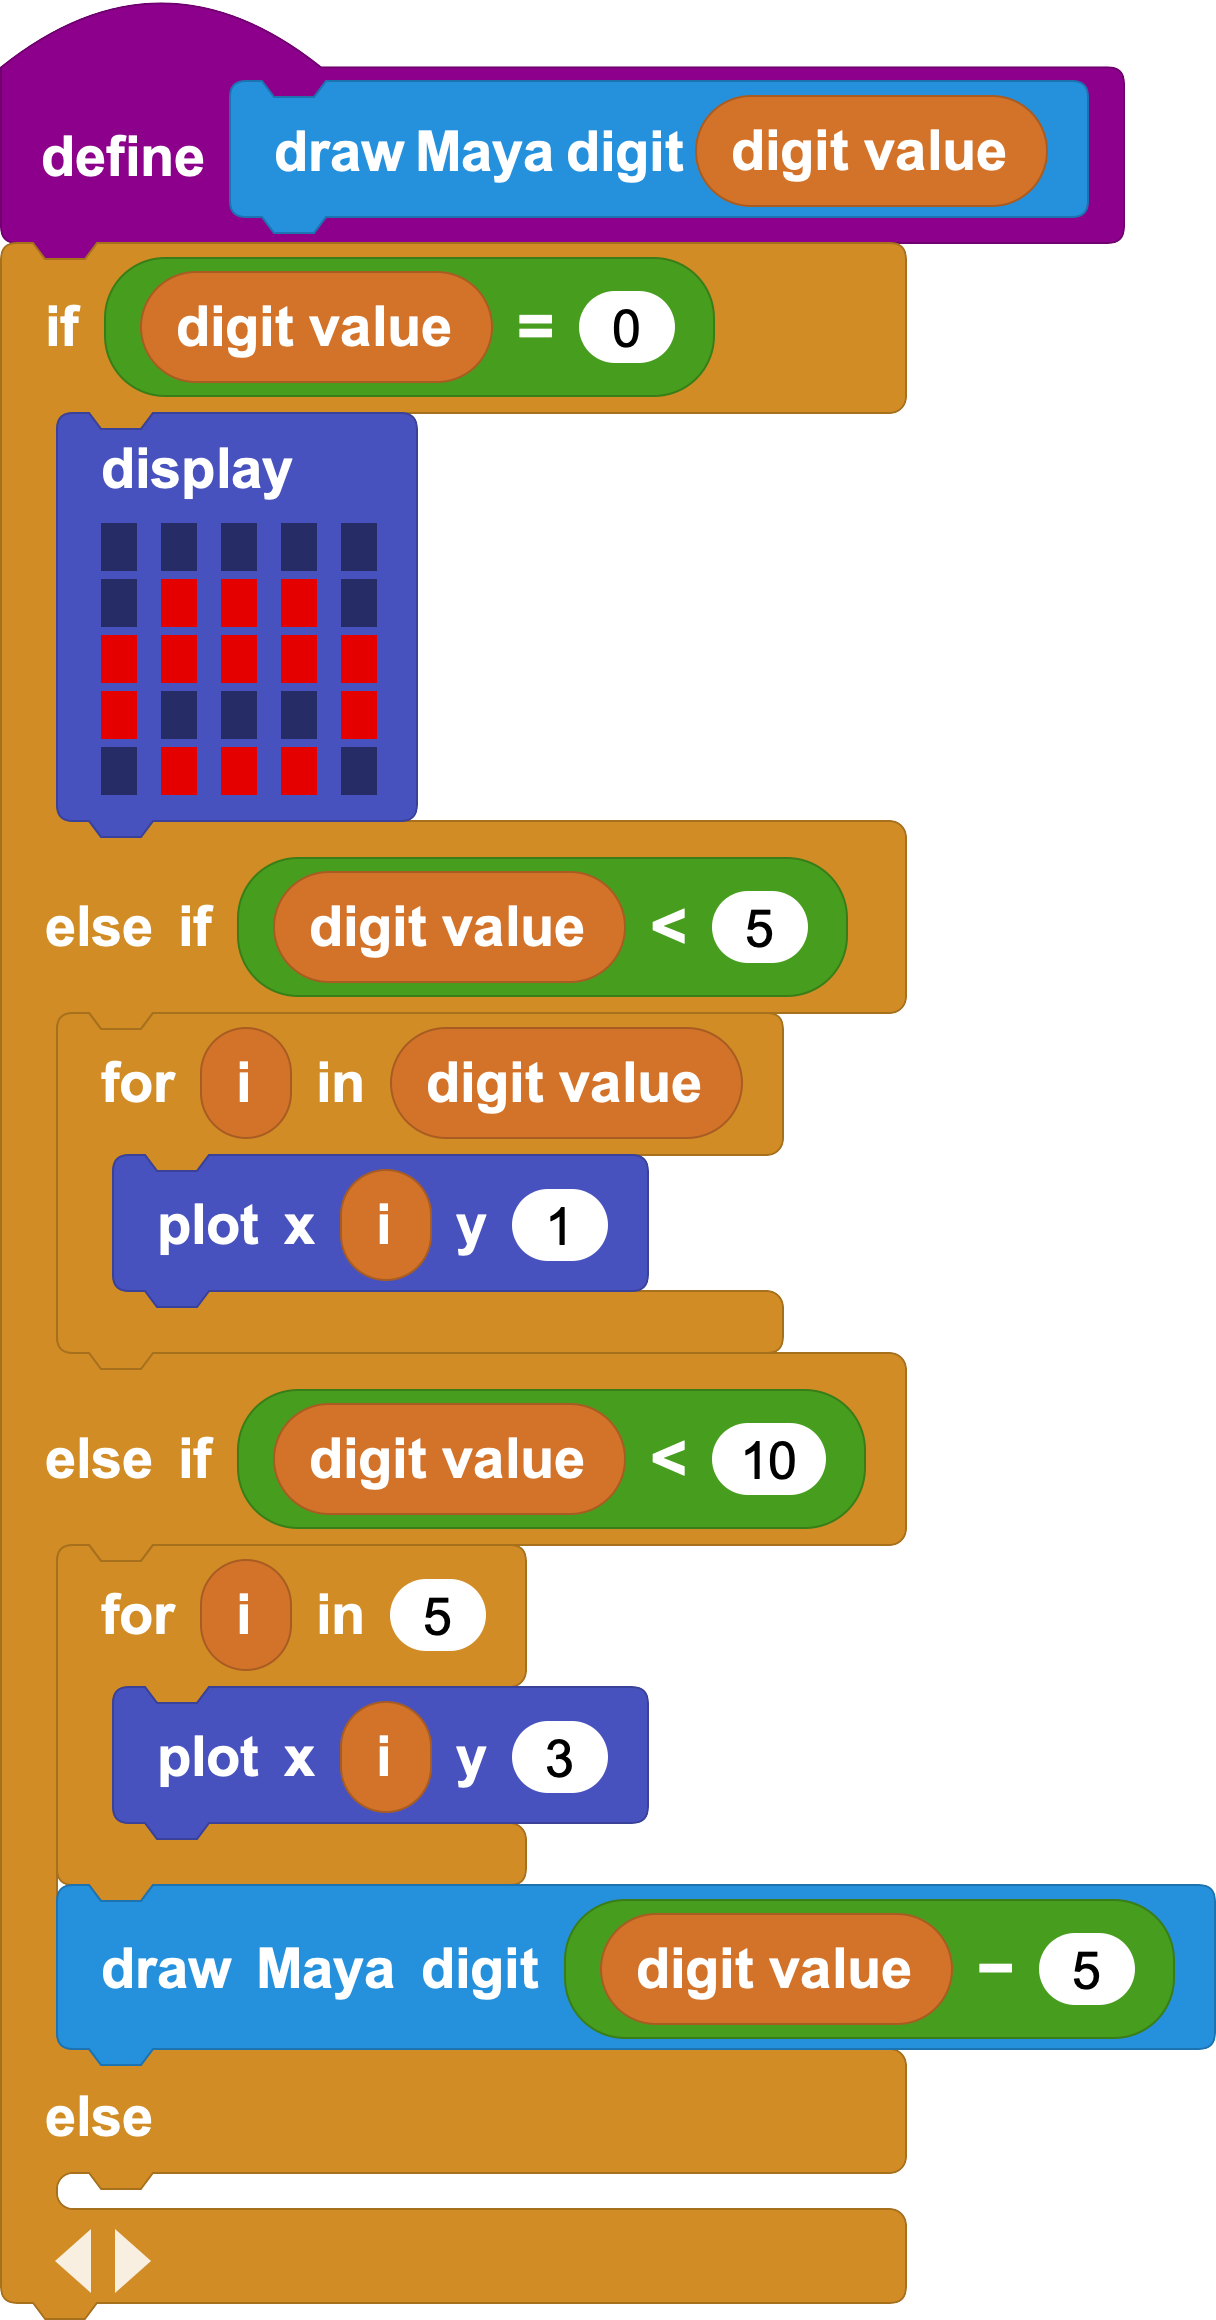 define draw Maya digit digit value
if digit value = 0
display
else if digit value < 5
for i in digit value
plot x i y 1
else if digit value < 10
for i in 5
plot x i y 3
draw Maya digit digit value − 5
else